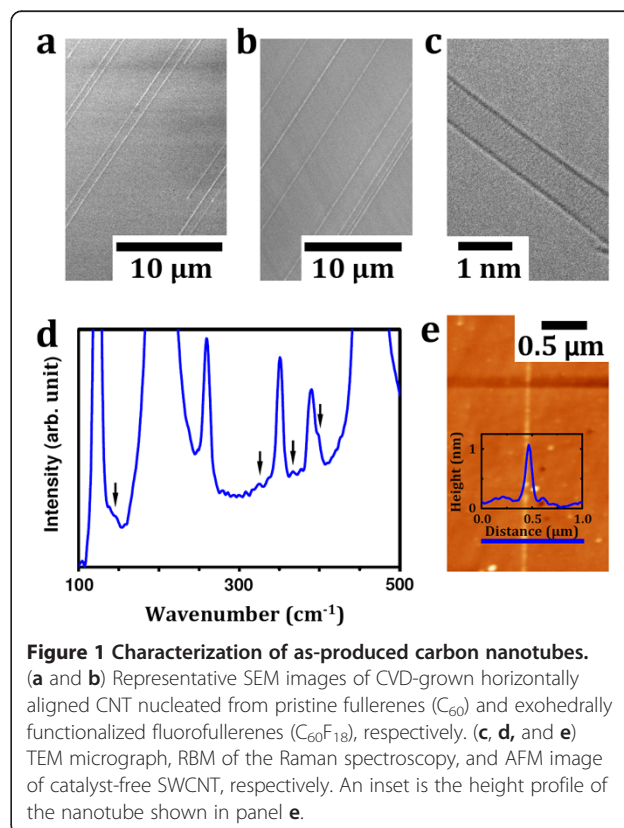 a
b
c
10 µm
10 µm
1 nm
d
Intensity (arb. unit)
100
300
500
Wavenumber (cm⁻¹)
e
0.5 µm
Height (nm)
1
0
0.0
0.5
1.0
Distance (µm)
Figure 1 Characterization of as-produced carbon nanotubes.
(a and b) Representative SEM images of CVD-grown horizontally
aligned CNT nucleated from pristine fullerenes (C₆₀) and exohedrally
functionalized fluorofullerenes (C₆₀F₁₈), respectively. (c, d, and e)
TEM micrograph, RBM of the Raman spectroscopy, and AFM image
of catalyst-free SWCNT, respectively. An inset is the height profile of
the nanotube shown in panel e.